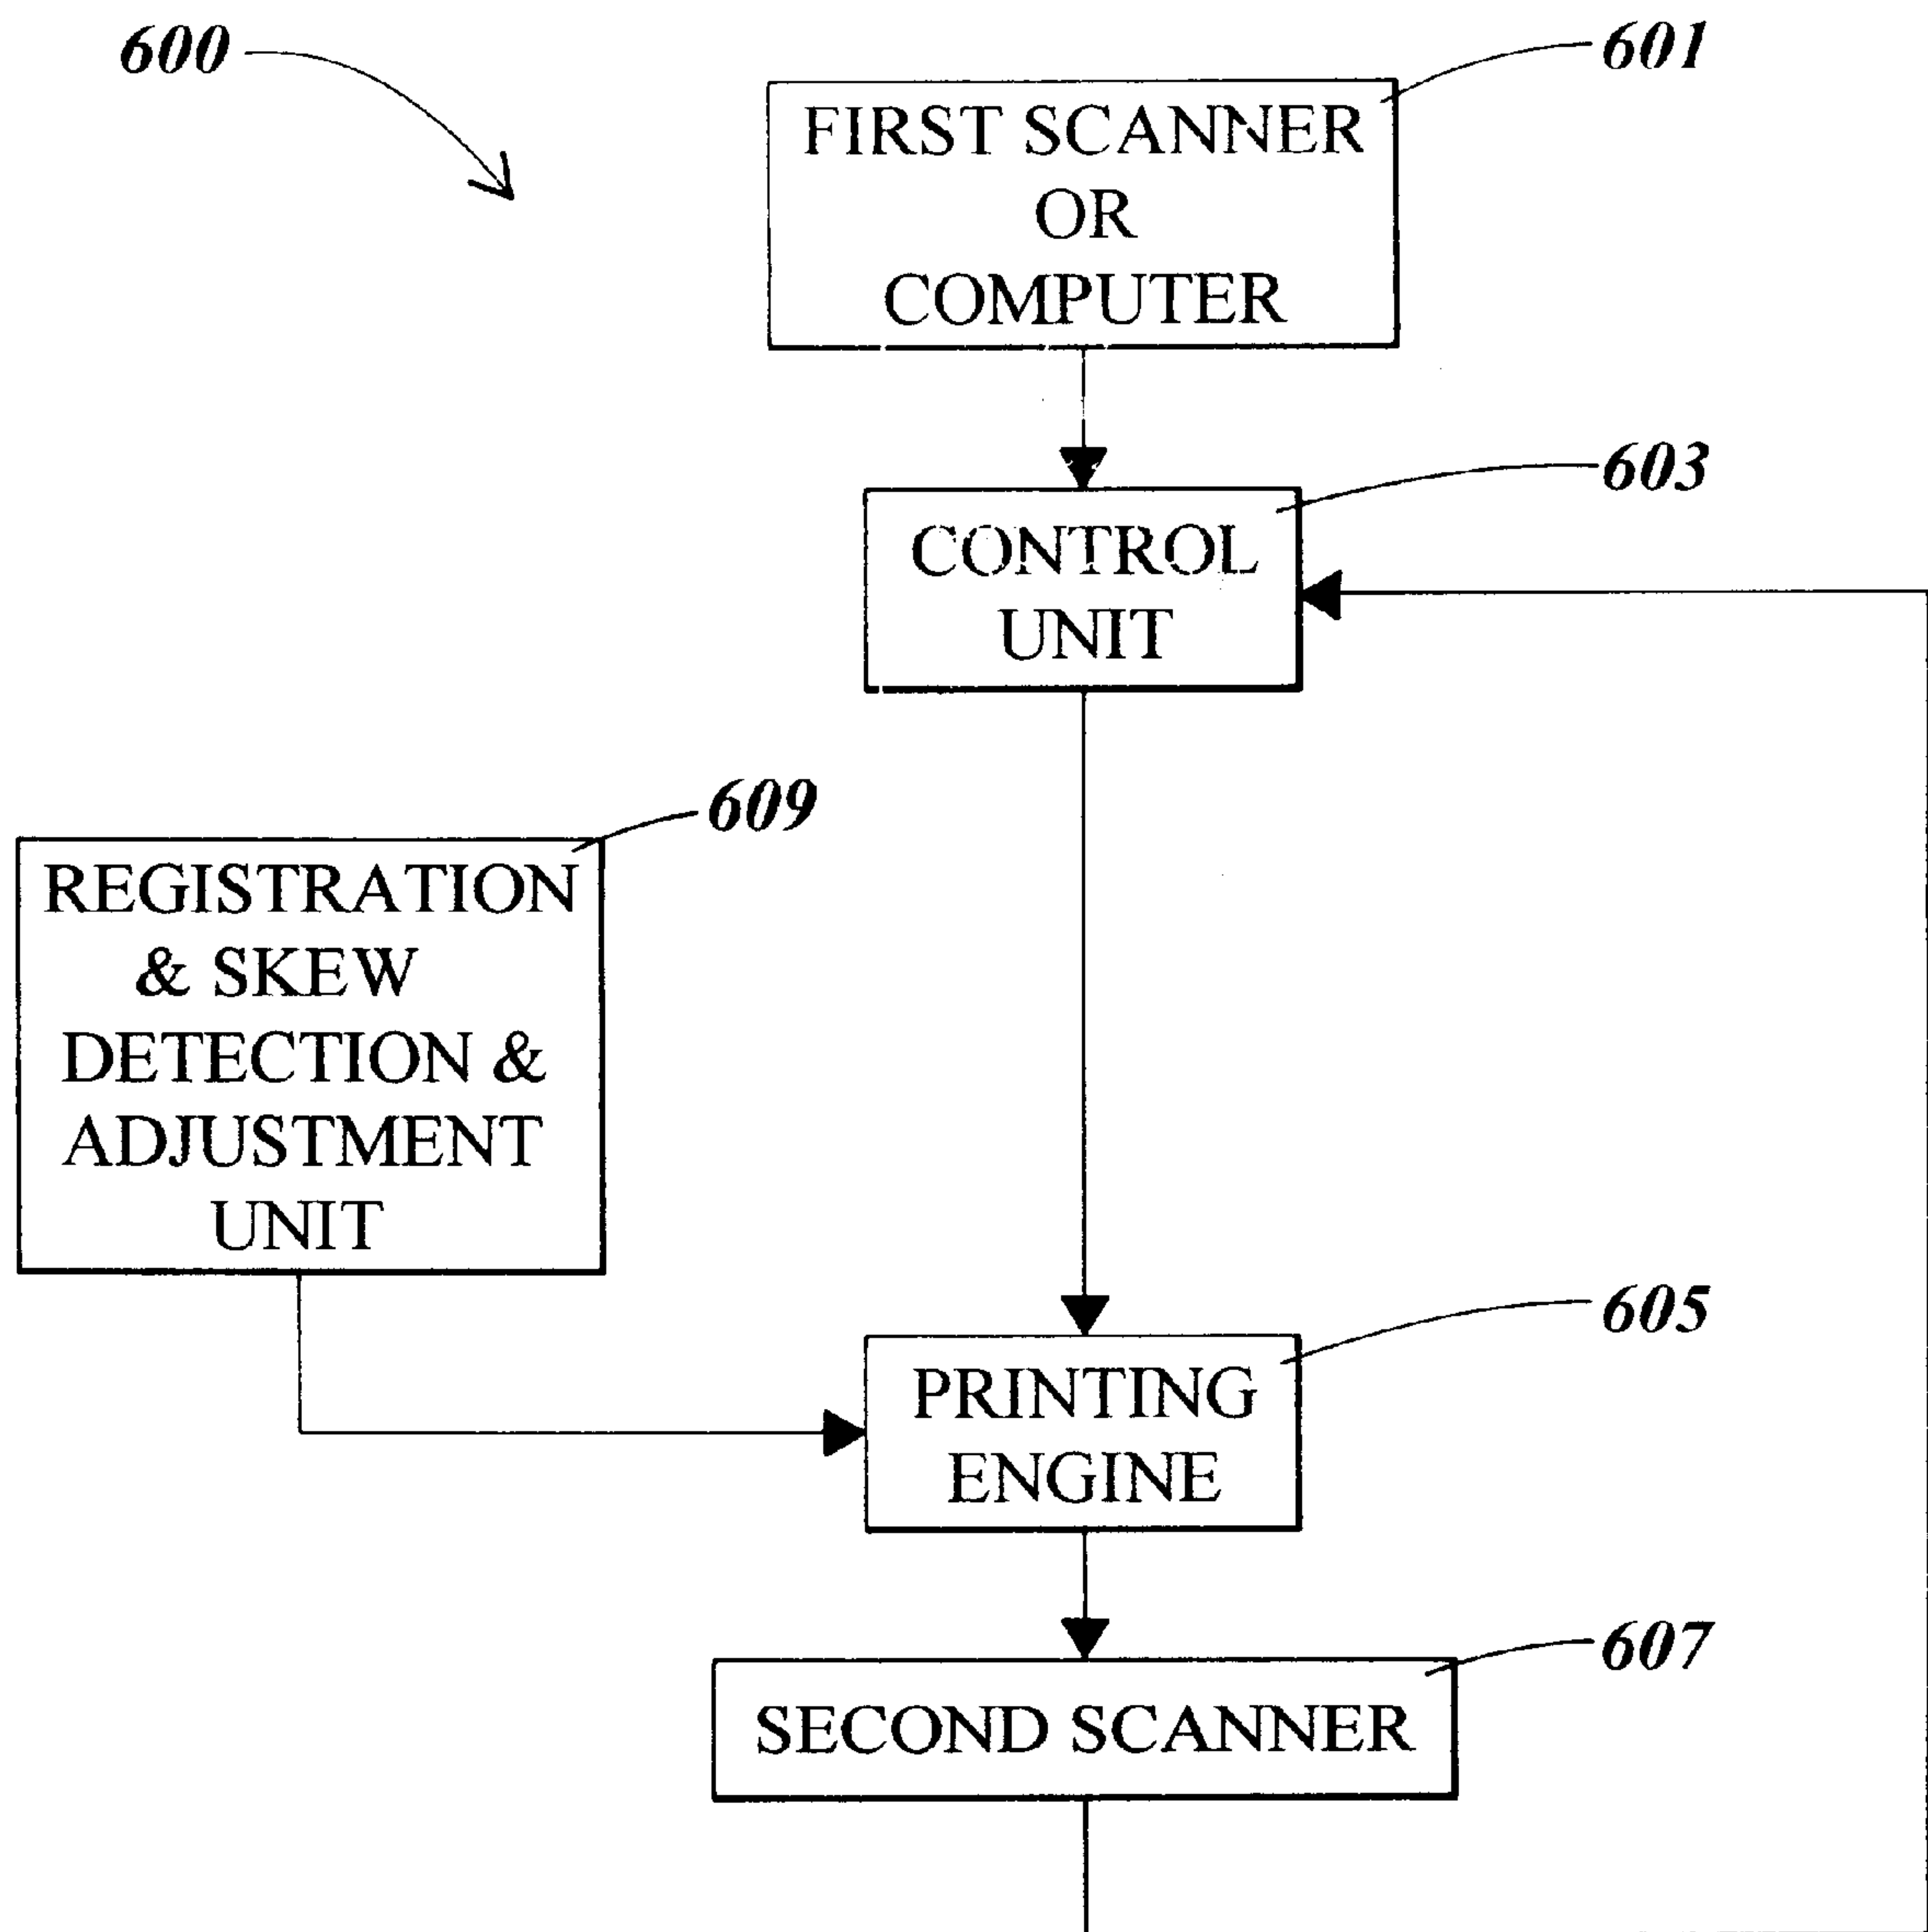 600
601
FIRST SCANNER
OR
COMPUTER
603
CONTROL
UNIT
609
REGISTRATION
& SKEW
DETECTION &
ADJUSTMENT
UNIT
605
PRINTING
ENGINE
607
SECOND SCANNER